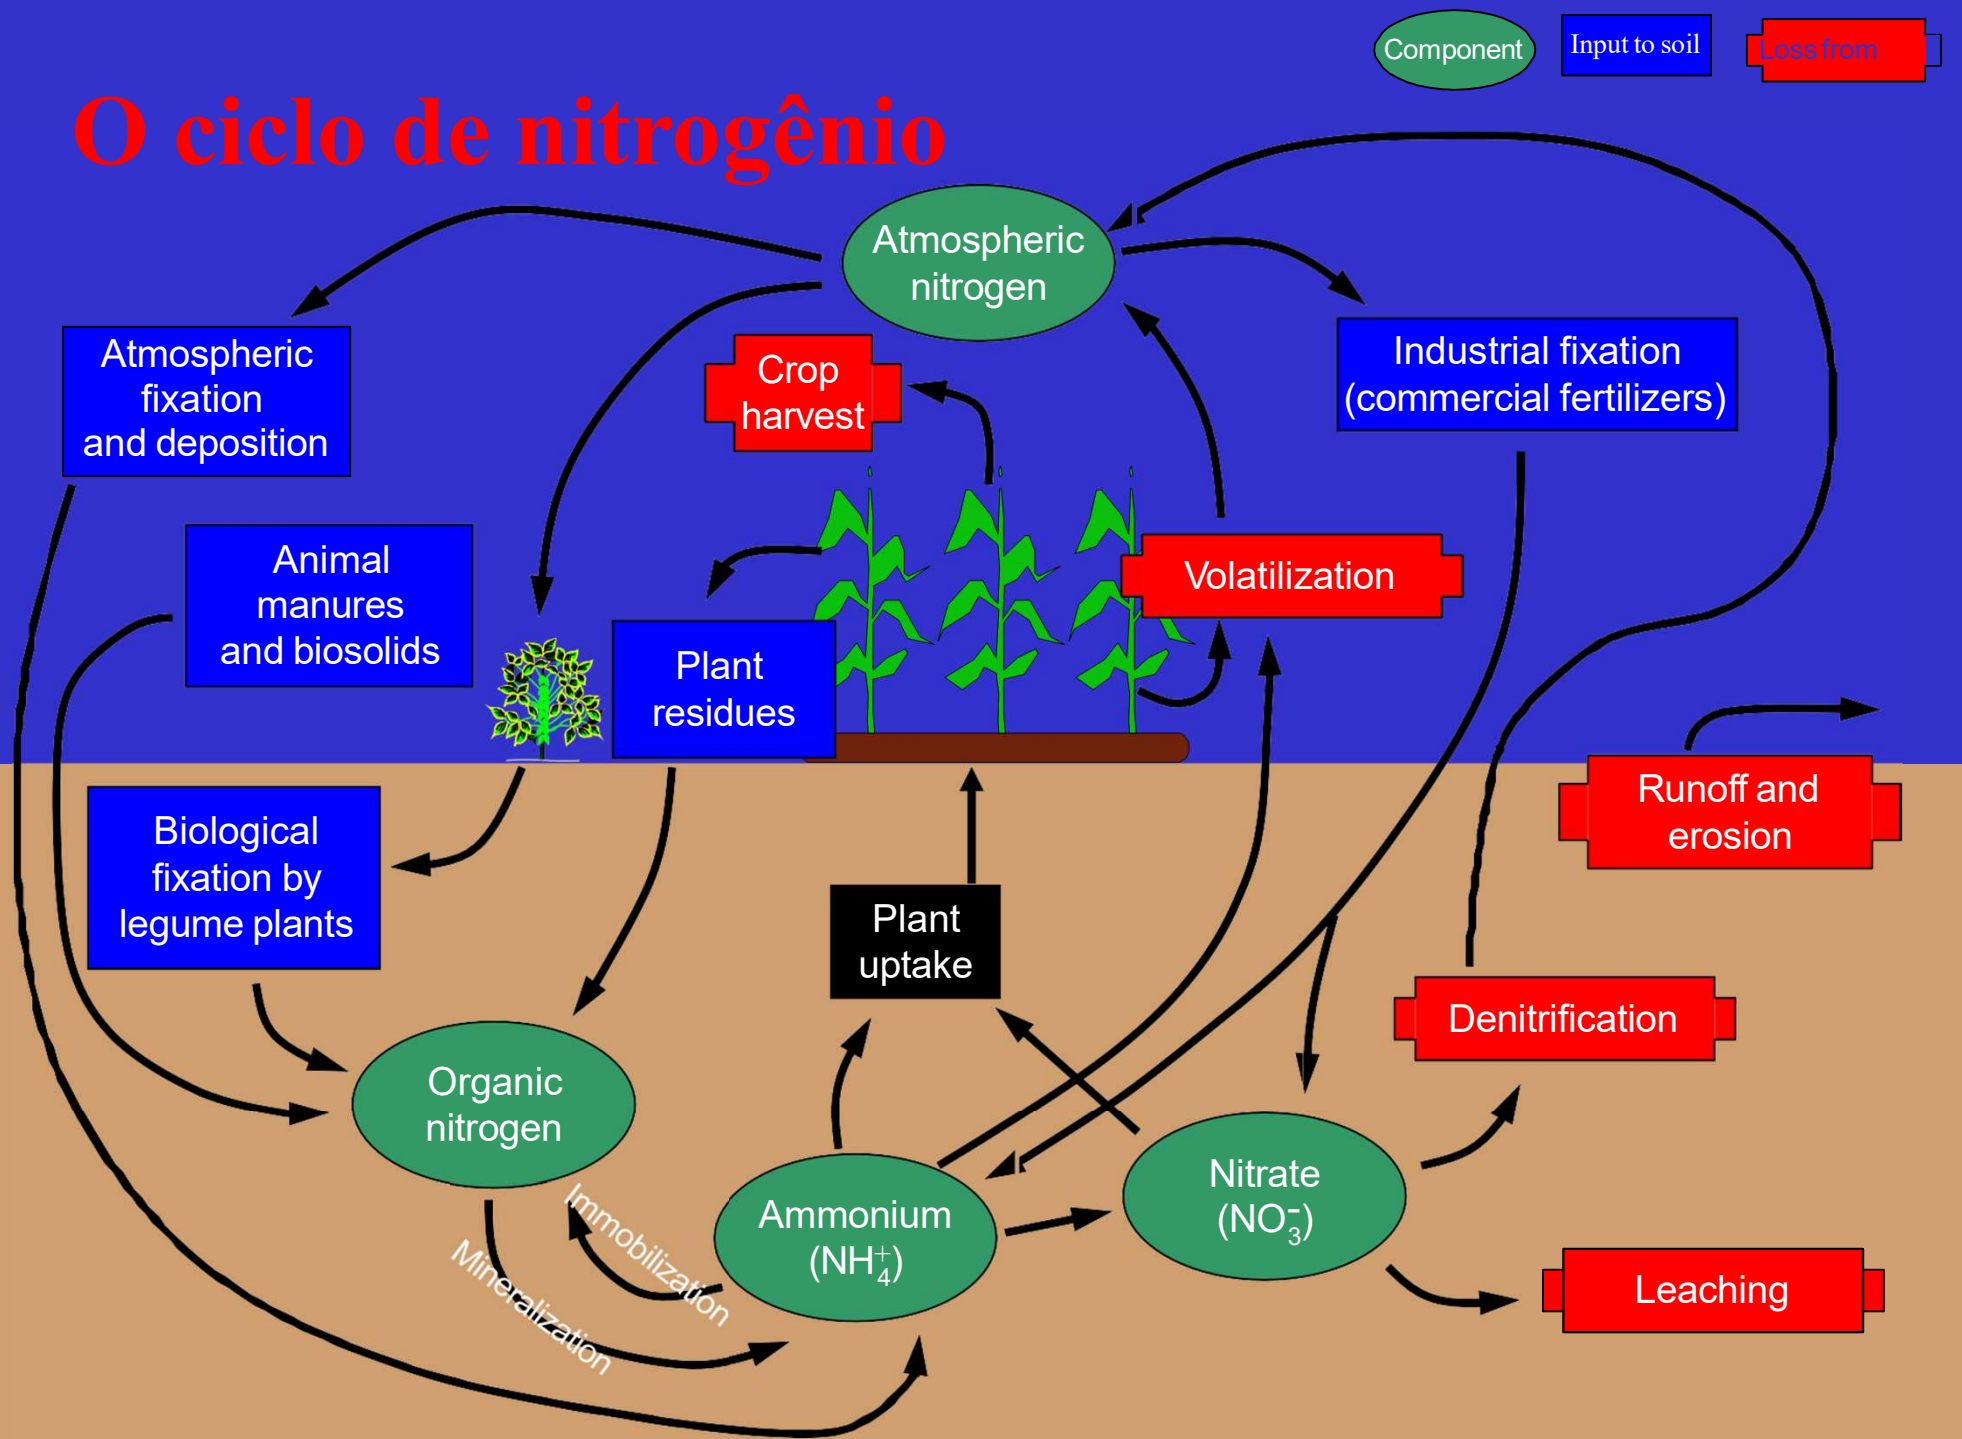 Component
Input to soil
Loss from
O ciclo de nitrogênio
Atmospheric
nitrogen
Atmospheric
fixation
and deposition
Crop
harvest
Industrial fixation
(commercial fertilizers)
Animal
manures
and biosolids
Volatilization
Plant
residues
Runoff and
erosion
Biological
fixation by
legume plants
Plant
uptake
Denitrification
Organic
nitrogen
Nitrate
(NO₃⁻)
Ammonium
(NH₄⁺)
Immobilization
Mineralization
Leaching